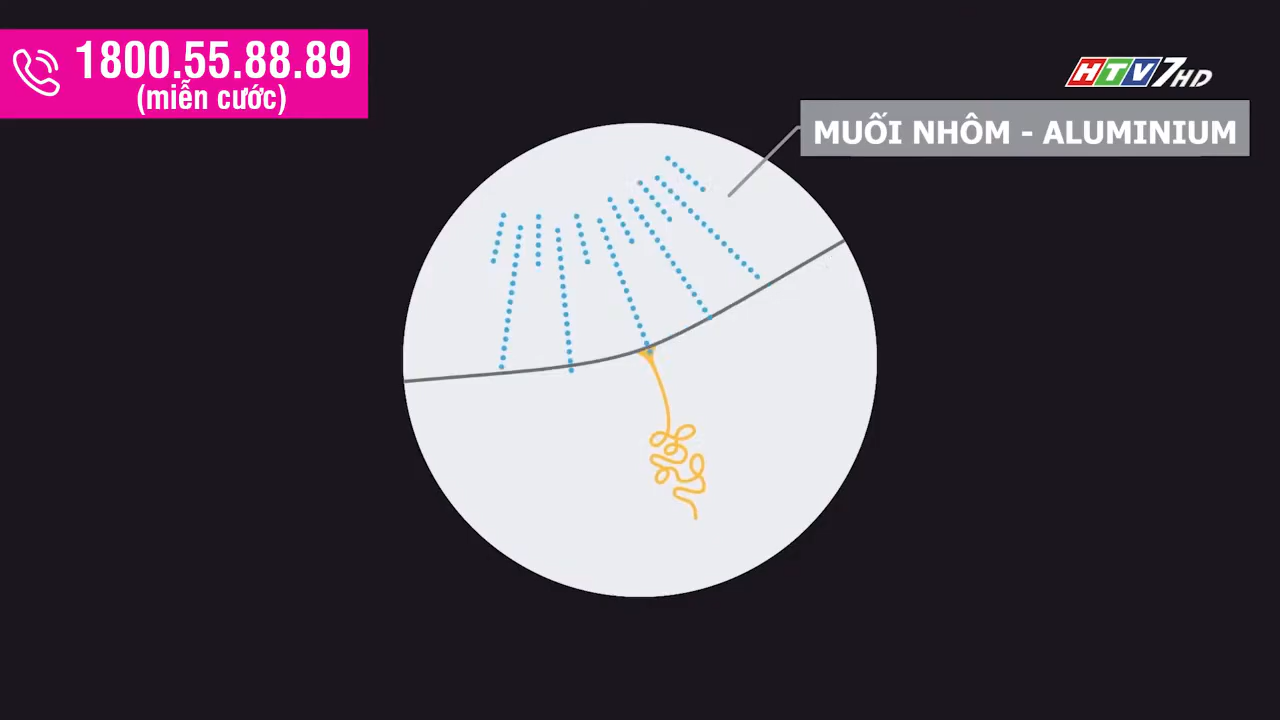 1800.55.88.89
(miễn cước)
HTV7HD
MUỐI NHÔM - ALUMINIUM